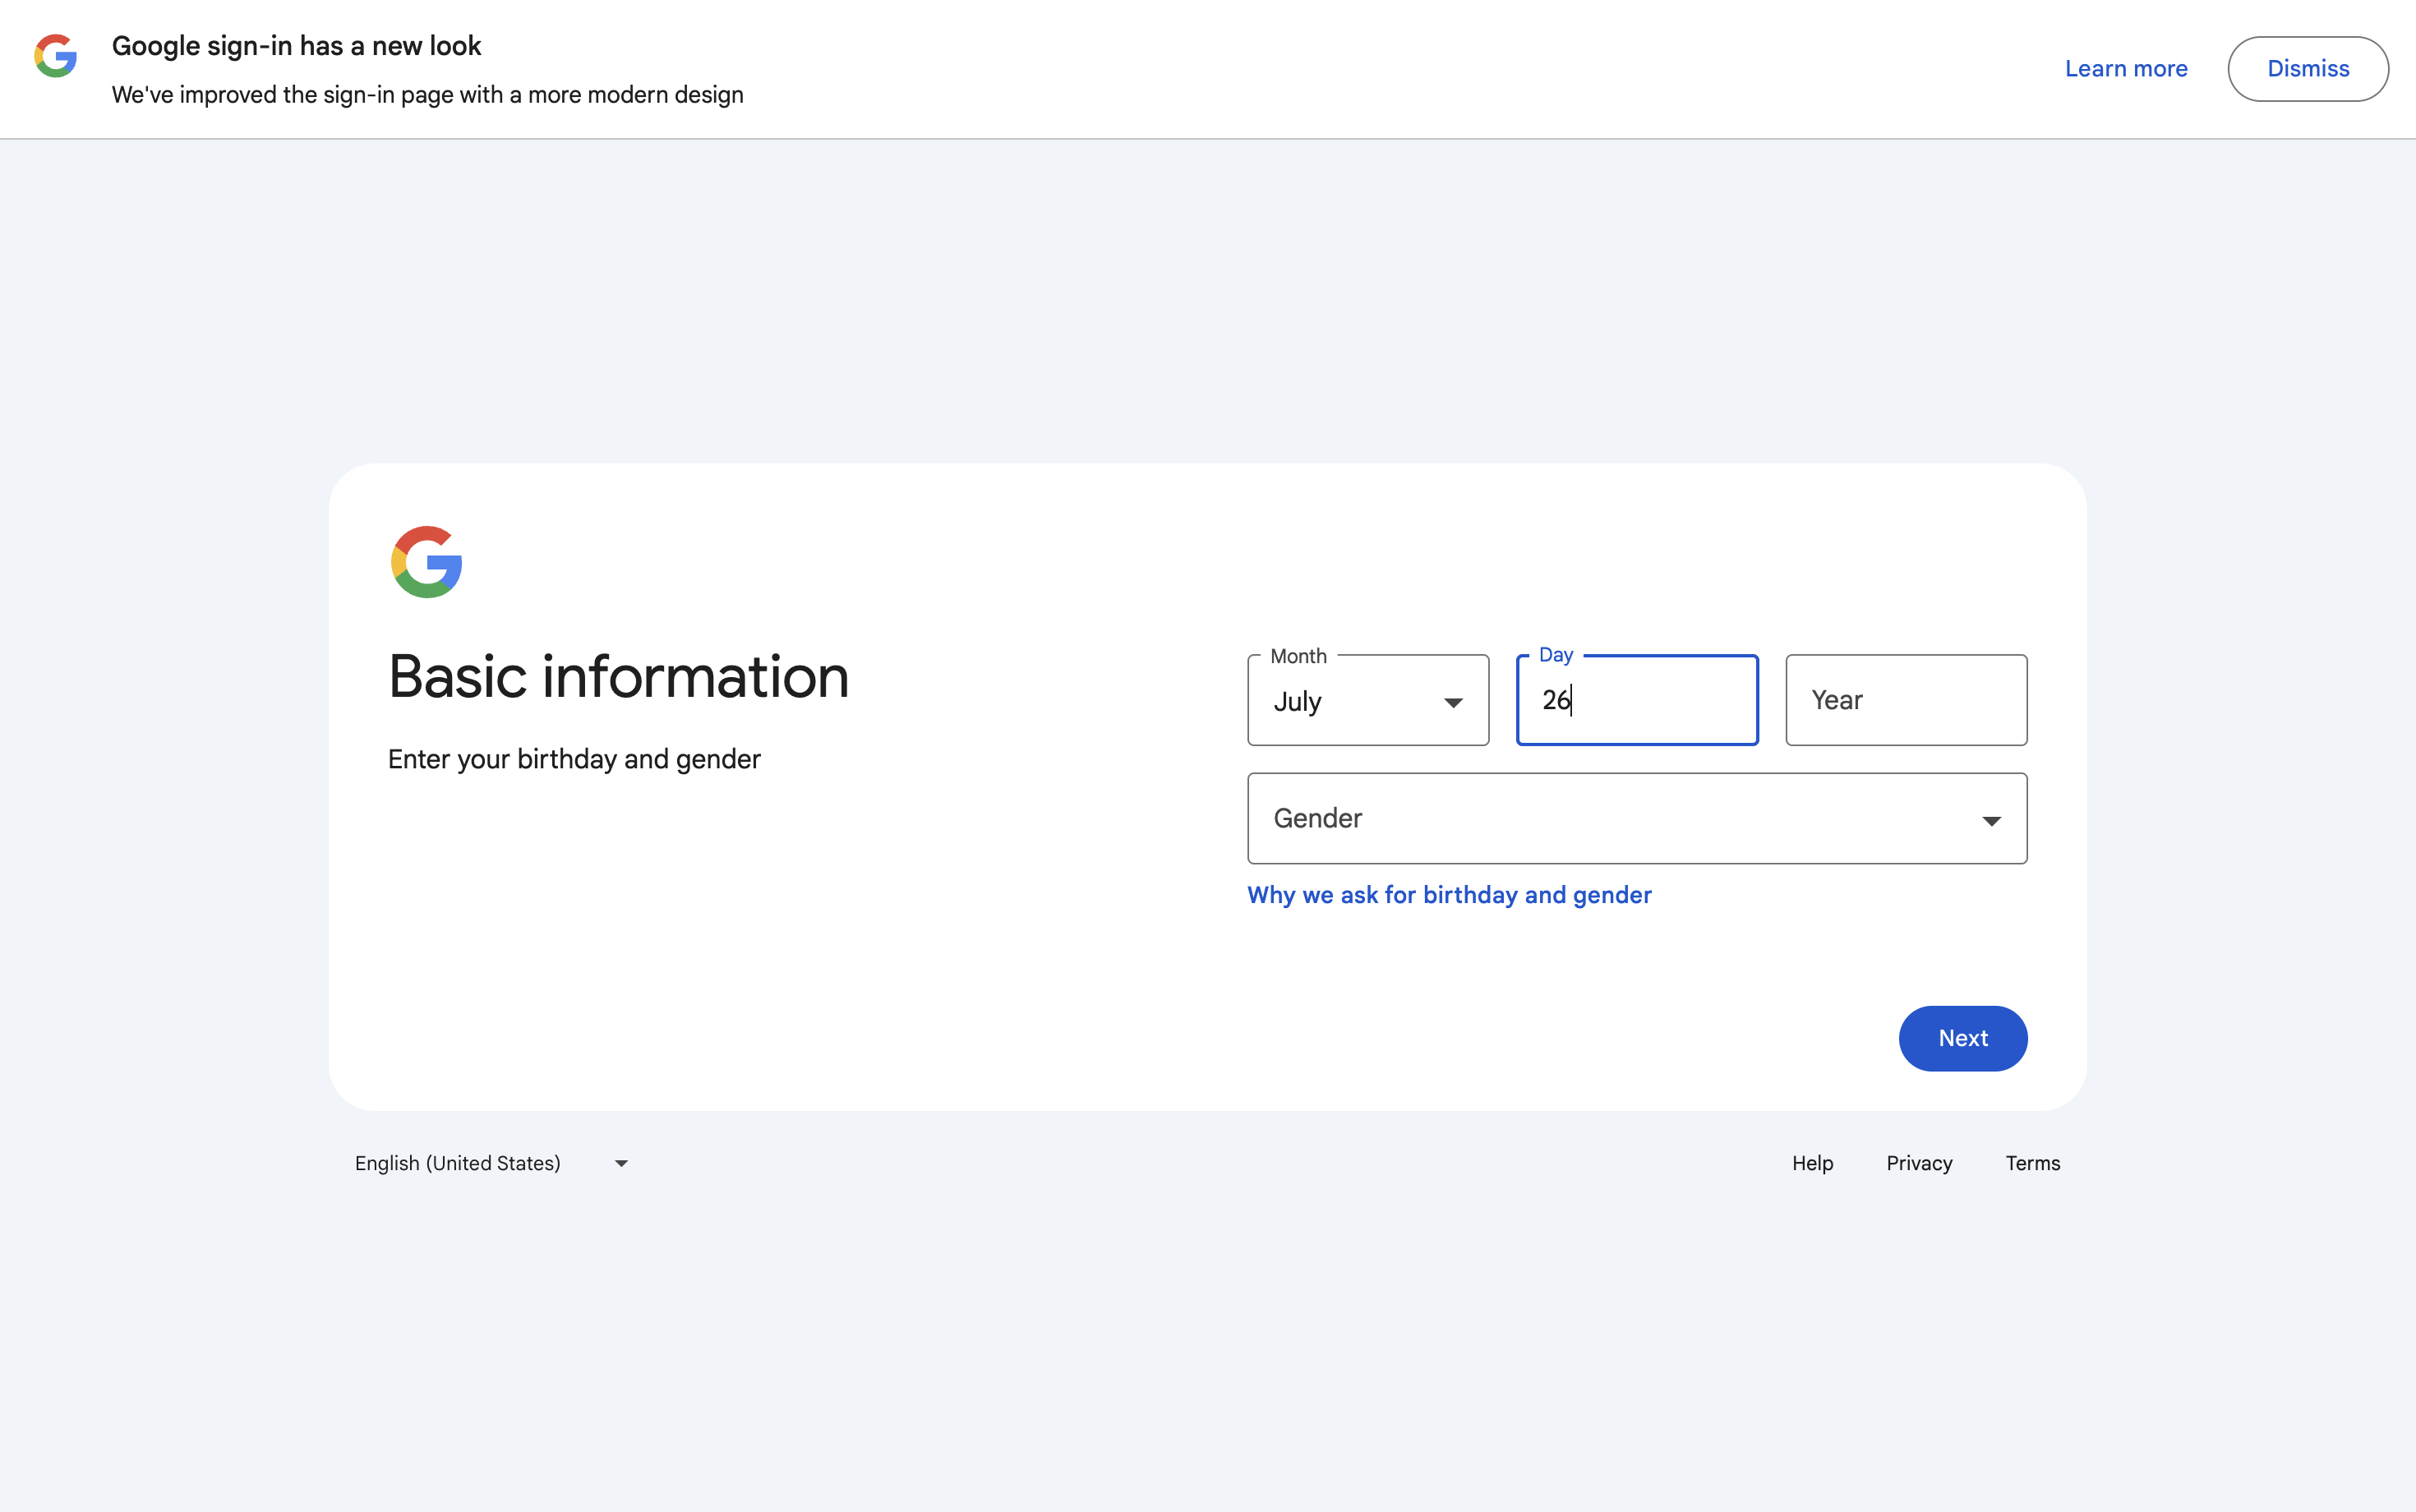 Google sign-in has a new look
We've improved the sign-in page with a more modern design
Learn more
Dismiss
Basic information
Enter your birthday and gender
Month
July
Day
26
Year
Gender
Why we ask for birthday and gender
Next
English (United States)
Help
Privacy
Terms